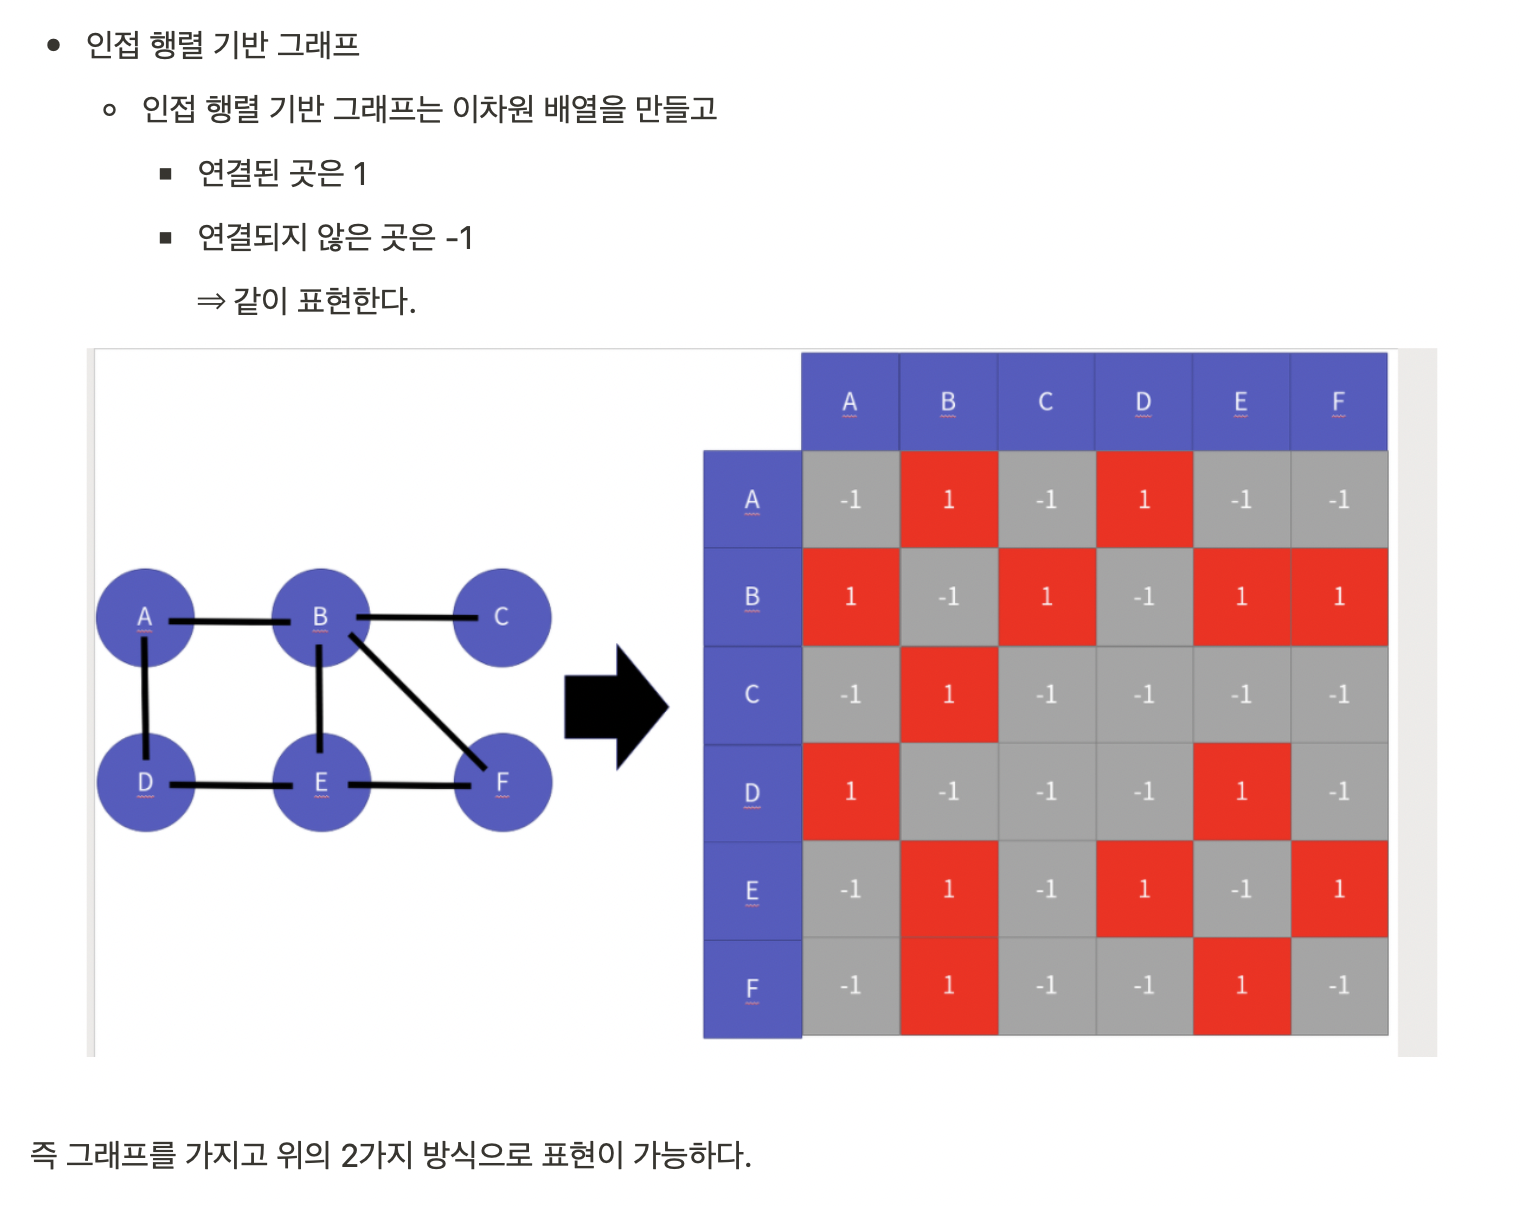 인접 행렬 기반 그래프
인접 행렬 기반 그래프는 이차원 배열을 만들고
연결된 곳은 1
연결되지 않은 곳은 -1
⇒ 같이 표현한다.
A B C D E F
A -1 1 -1 1 -1 -1
B 1 -1 1 -1 1 1
C -1 1 -1 -1 -1 -1
D 1 -1 -1 -1 1 -1
E -1 1 -1 1 -1 1
F -1 1 -1 -1 1 -1
A B C
D E F
즉 그래프를 가지고 위의 2가지 방식으로 표현이 가능하다.